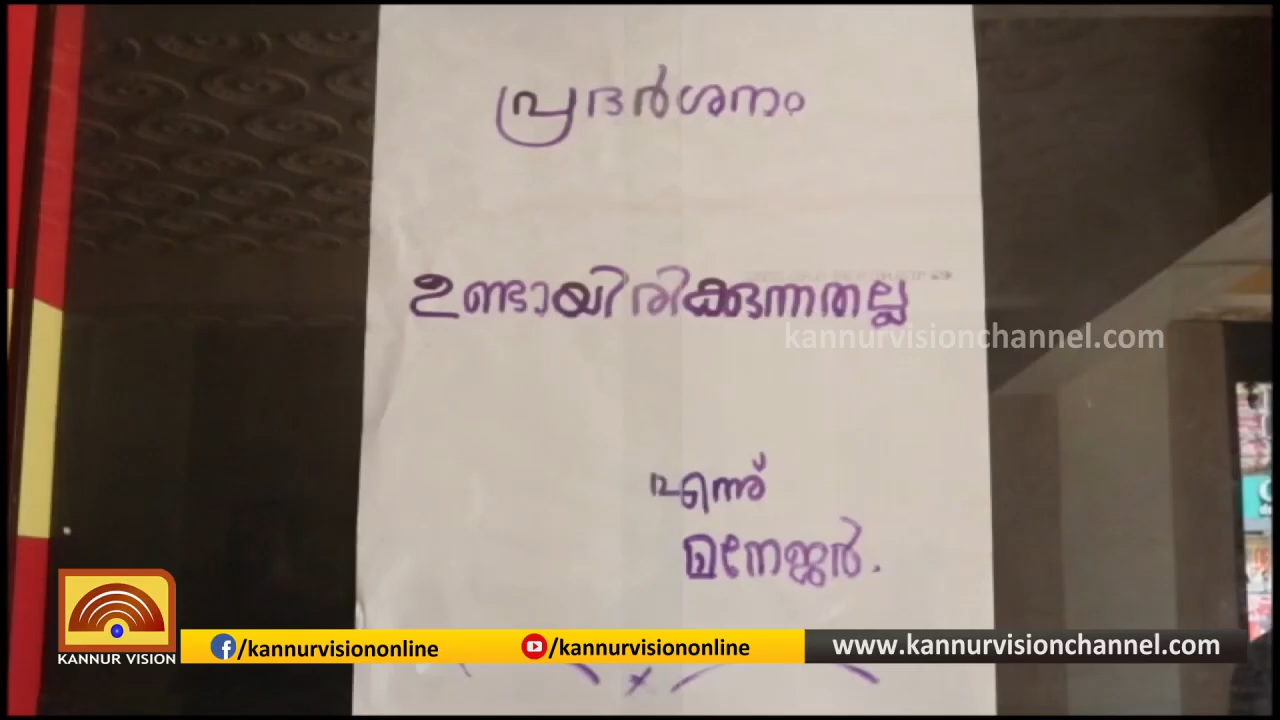 പ്രദർശനം
ഉണ്ടായിരിക്കുന്നതല്ല
kannurvisionchannel.com
എന്ന്
മനേജർ.
KANNUR VISION
/kannurvisiononline
/kannurvisiononline
www.kannurvisionchannel.com